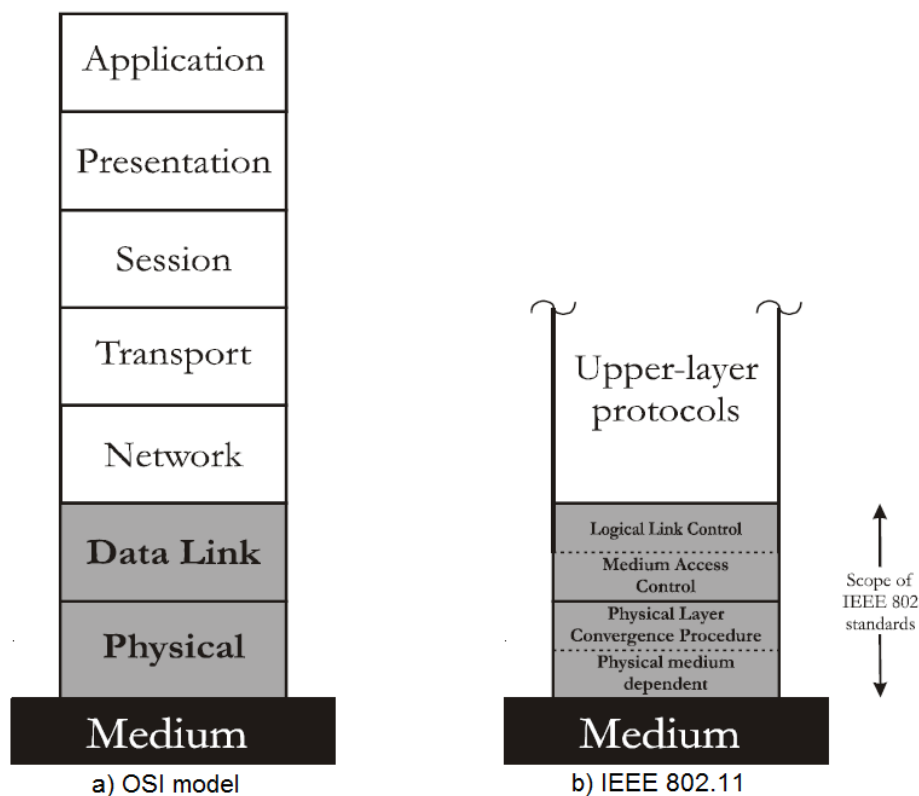 Application
Presentation
Session
Transport
Network
Data Link
Physical
Medium
a) OSI model
Upper-layer
protocols
Logical Link Control
Medium Access
Control
Physical Layer
Convergence Procedure
Physical medium
dependent
Medium
b) IEEE 802.11
Scope of
IEEE 802
standards